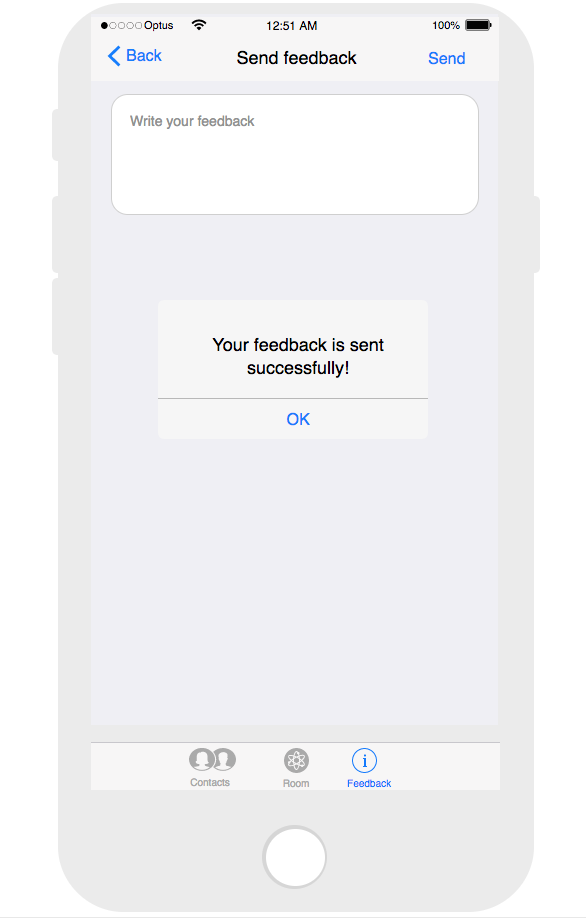 Optus 12:51 AM 100%
Back Send feedback Send
Write your feedback
Your feedback is sent
successfully!
OK
Contacts Room Feedback